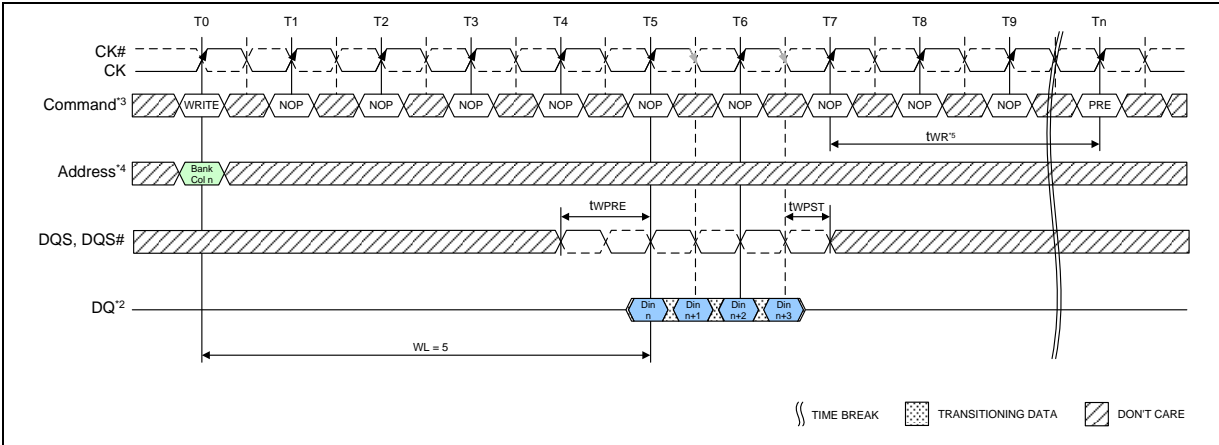 T0 T1 T2 T3 T4 T5 T6 T7 T8 T9 Tn
CK#
CK
Command*3 WRITE NOP NOP NOP NOP NOP NOP NOP NOP NOP PRE
tWR*5
Address*4 Bank Col n
tWPRE tWPST
DQS, DQS#
DQ*2 Din n Din n+1 Din n+2 Din n+3
WL = 5
TIME BREAK TRANSITIONING DATA DON'T CARE